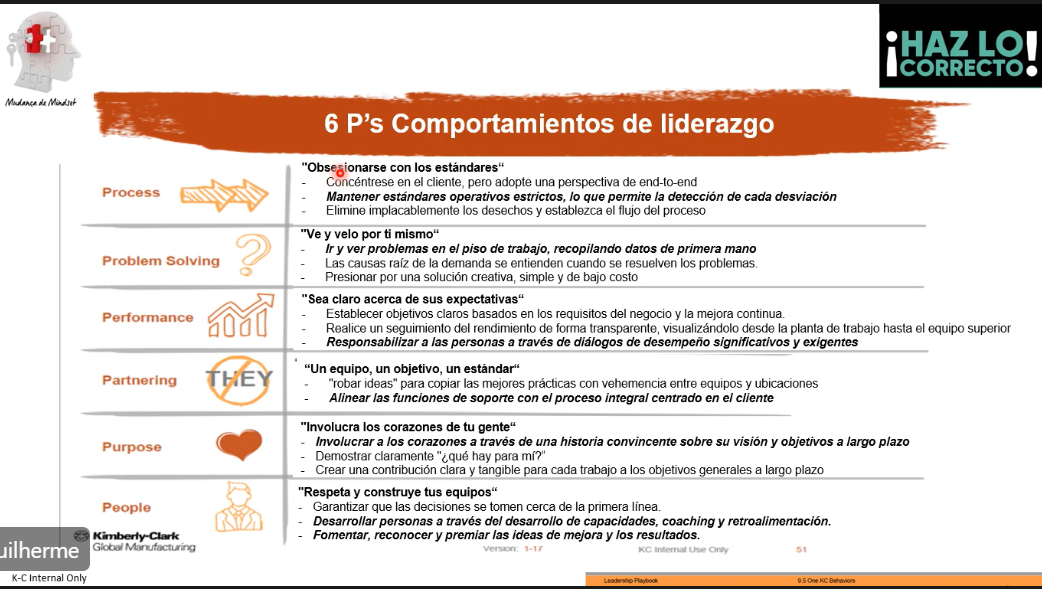 ¡HAZ LO
CORRECTO!
Mudança de Mindset
6 P's Comportamientos de liderazgo
Process
"Obsesionarse con los estándares“
- Concéntrese en el cliente, pero adopte una perspectiva de end-to-end
- Mantener estándares operativos estrictos, lo que permite la detección de cada desviación
- Elimine implacablemente los desechos y establezca el flujo del proceso
Problem Solving
"Ve y velo por ti mismo“
- Ir y ver problemas en el piso de trabajo, recopilando datos de primera mano
- Las causas raíz de la demanda se entienden cuando se resuelven los problemas.
- Presionar por una solución creativa, simple y de bajo costo
Performance
"Sea claro acerca de sus expectativas“
- Establecer objetivos claros basados en los requisitos del negocio y la mejora continua.
- Realice un seguimiento del rendimiento de forma transparente, visualizándolo desde la planta de trabajo hasta el equipo superior
- Responsabilizar a las personas a través de diálogos de desempeño significativos y exigentes
Partnering
THEY
“Un equipo, un objetivo, un estándar“
- "robar ideas" para copiar las mejores prácticas con vehemencia entre equipos y ubicaciones
- Alinear las funciones de soporte con el proceso integral centrado en el cliente
Purpose
"Involucra los corazones de tu gente“
- Involucrar a los corazones a través de una historia convincente sobre su visión y objetivos a largo plazo
- Demostrar claramente "¿qué hay para mí?"
- Crear una contribución clara y tangible para cada trabajo a los objetivos generales a largo plazo
People
"Respeta y construye tus equipos“
- Garantizar que las decisiones se tomen cerca de la primera línea.
- Desarrollar personas a través del desarrollo de capacidades, coaching y retroalimentación.
- Fomentar, reconocer y premiar las ideas de mejora y los resultados.
uilherme
Kimberly-Clark
Global Manufacturing
Version: 1-17
KC Internal Use Only
51
K-C Internal Only
Leadership Playbook
9.5 One KC Behaviors